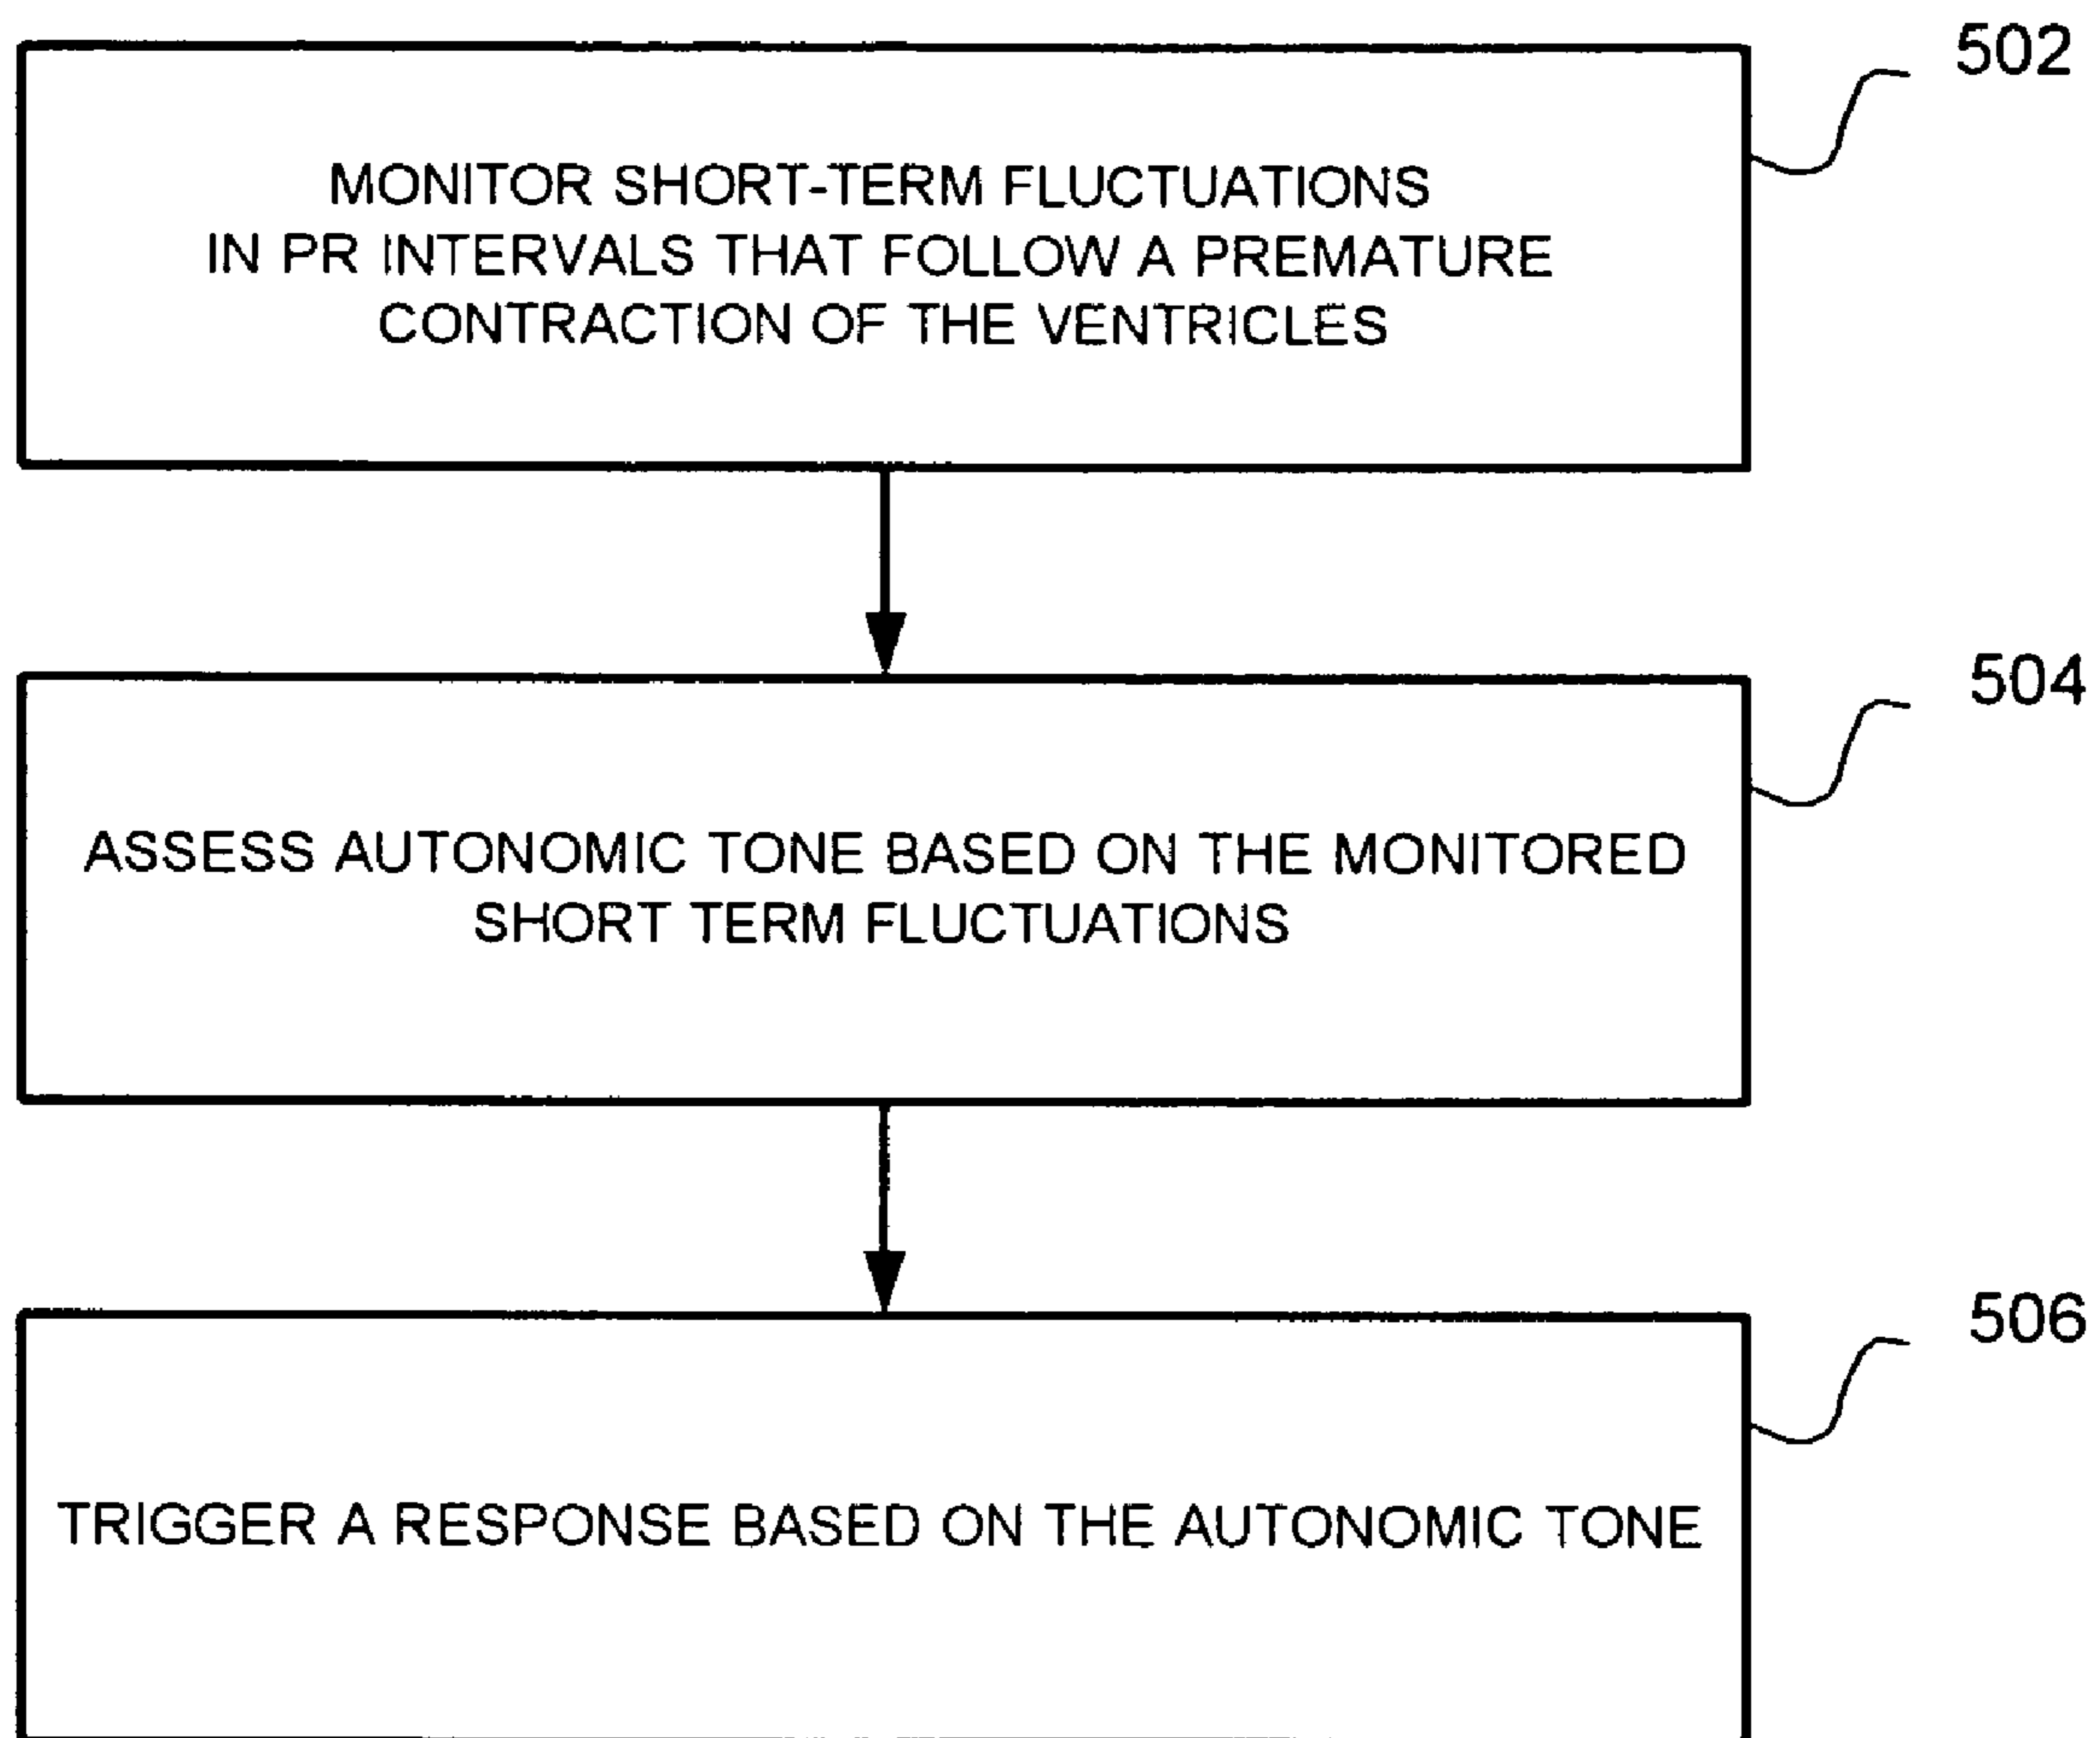 502
MONITOR SHORT-TERM FLUCTUATIONS
IN PR INTERVALS THAT FOLLOW A PREMATURE
CONTRACTION OF THE VENTRICLES
504
ASSESS AUTONOMIC TONE BASED ON THE MONITORED
SHORT TERM FLUCTUATIONS
506
TRIGGER A RESPONSE BASED ON THE AUTONOMIC TONE